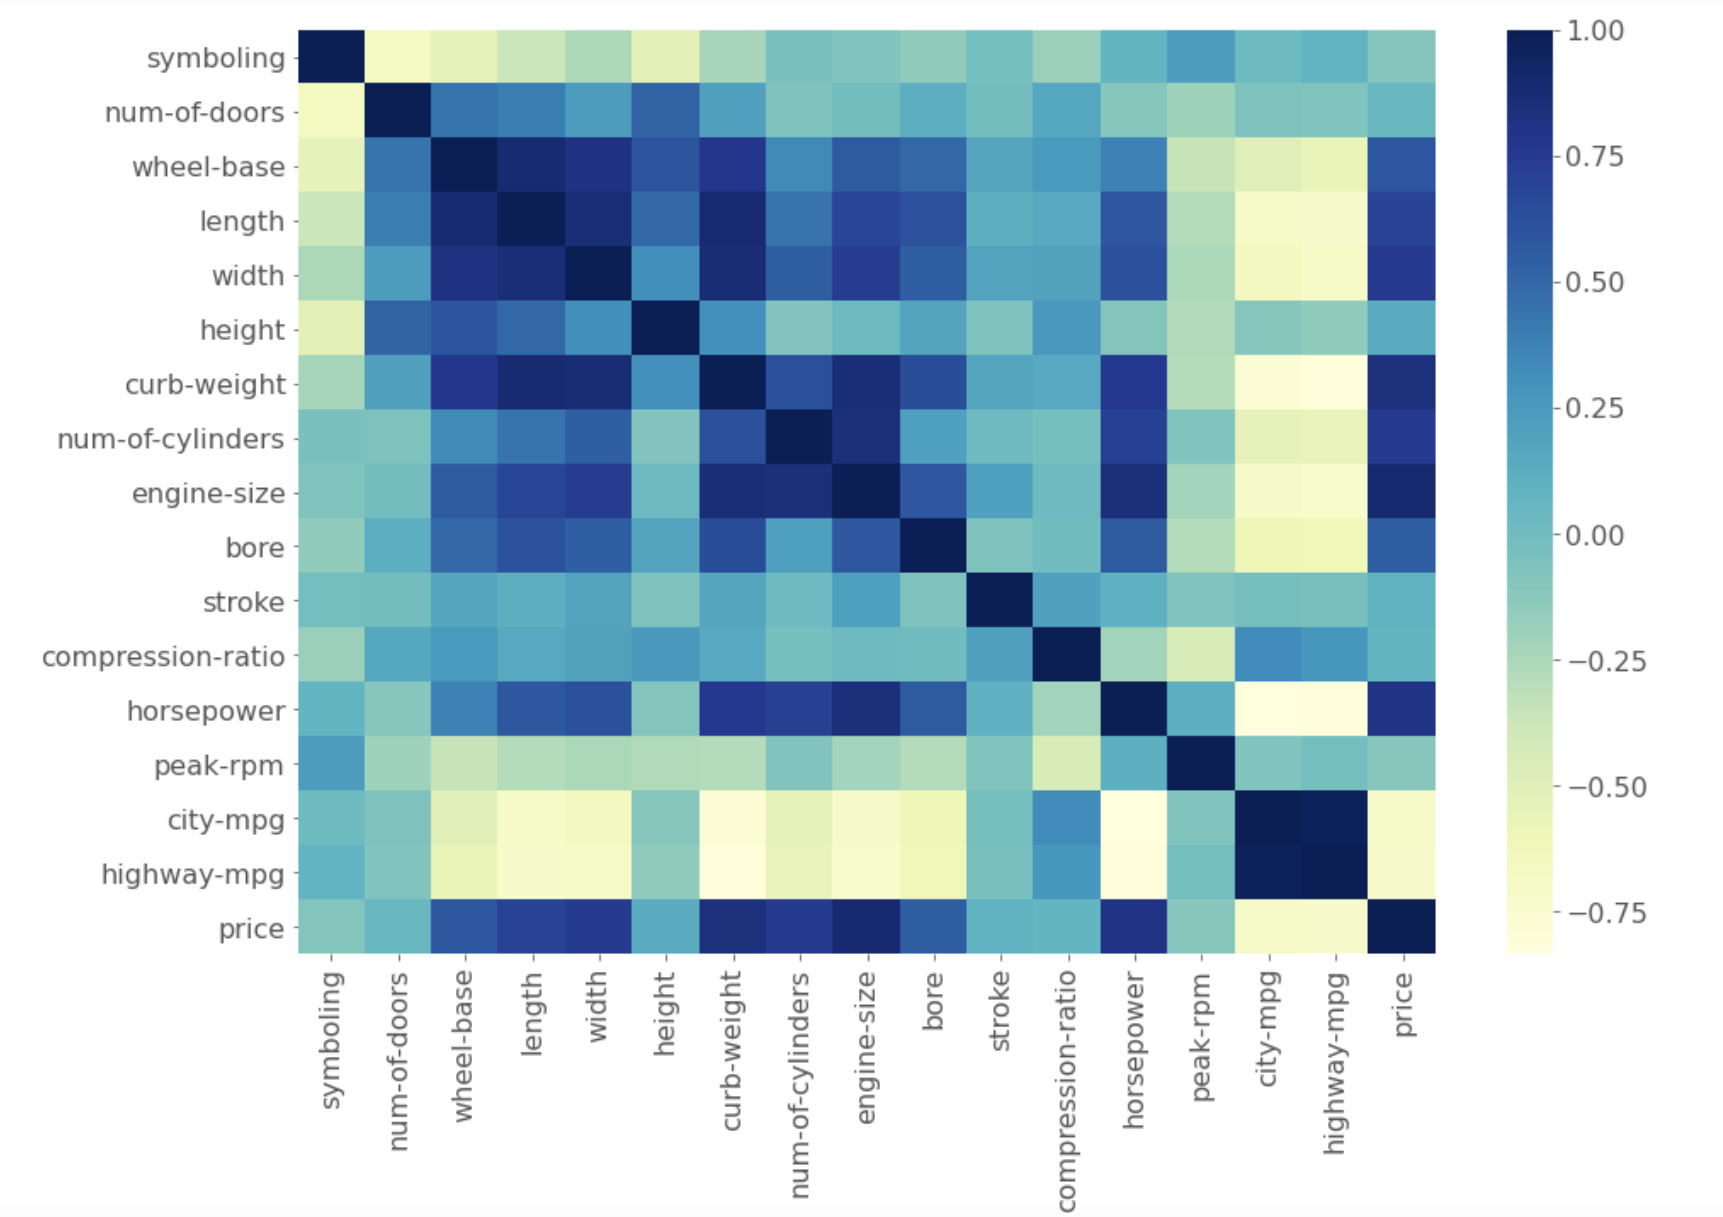 symboling
num-of-doors
wheel-base
length
width
height
curb-weight
num-of-cylinders
engine-size
bore
stroke
compression-ratio
horsepower
peak-rpm
city-mpg
highway-mpg
price
symboling
num-of-doors
wheel-base
length
width
height
curb-weight
num-of-cylinders
engine-size
bore
stroke
compression-ratio
horsepower
peak-rpm
city-mpg
highway-mpg
price
1.00
0.75
0.50
0.25
0.00
−0.25
−0.50
−0.75